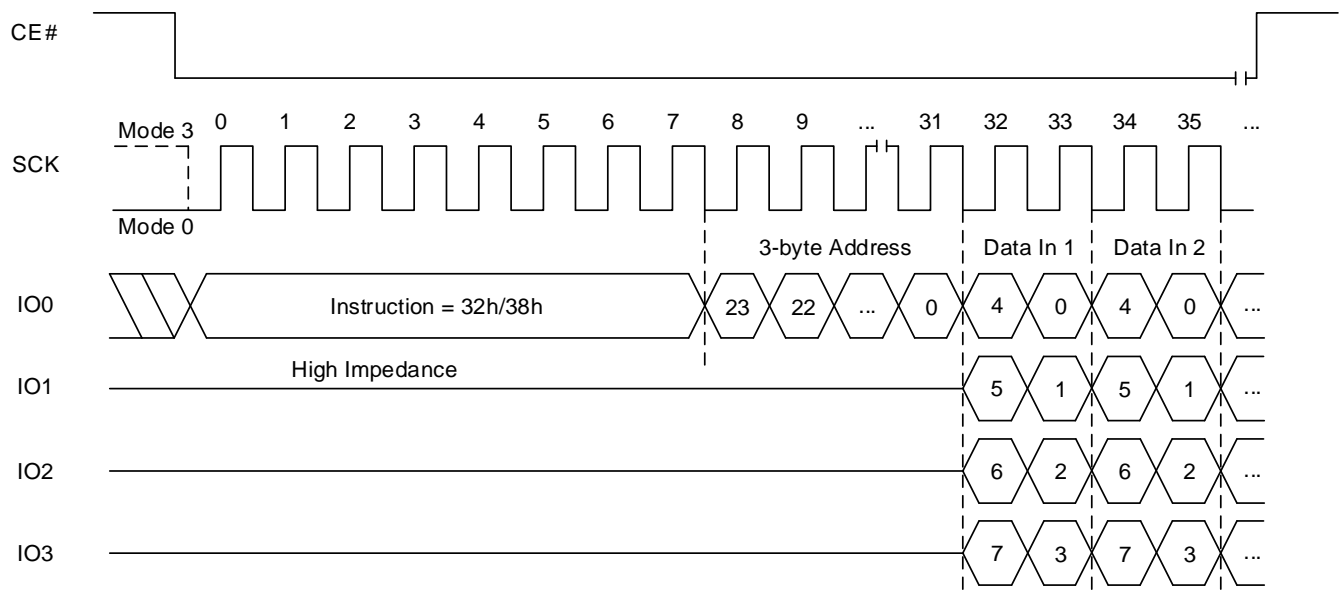 CE#
Mode 3 0 1 2 3 4 5 6 7 8 9 ... 31 32 33 34 35 ...
SCK
Mode 0
3-byte Address Data In 1 Data In 2
IO0 Instruction = 32h/38h 23 22 ... 0 4 0 4 0 ...
High Impedance
IO1 5 1 5 1 ...
IO2 6 2 6 2 ...
IO3 7 3 7 3 ...